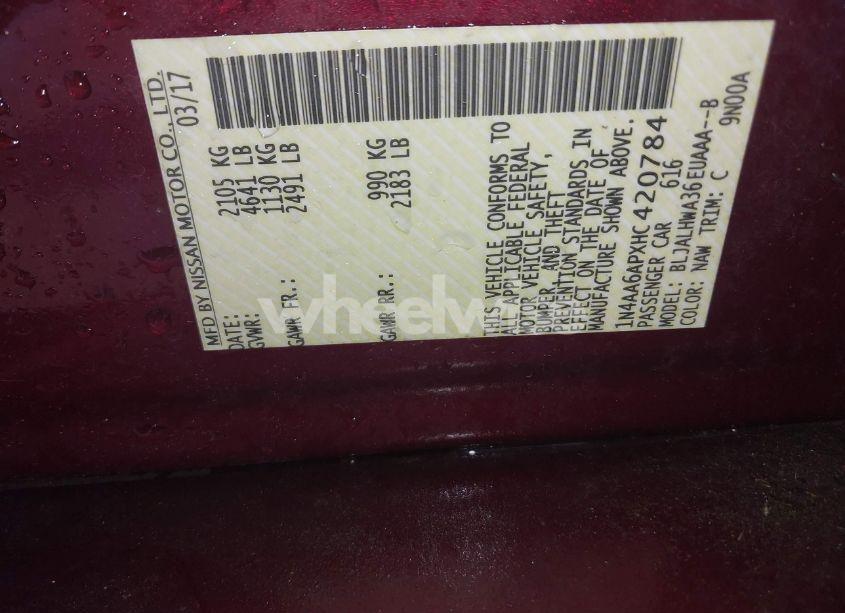 MFD BY NISSAN MOTOR CO., LTD.
DATE: 03/17
GVWR: 2105 KG
4641 LB
GAWR FR.: 1130 KG
2491 LB
GAWR RR.: 990 KG
2183 LB
THIS VEHICLE CONFORMS TO
ALL APPLICABLE FEDERAL
MOTOR VEHICLE SAFETY,
BUMPER, AND THEFT
PREVENTION STANDARDS IN
EFFECT ON THE DATE OF
MANUFACTURE SHOWN ABOVE.
1N4AA6APXHC420784
PASSENGER CAR 616
MODEL: BLJALHWA36EUAAA--B
COLOR: NAW TRIM: C 9N00A